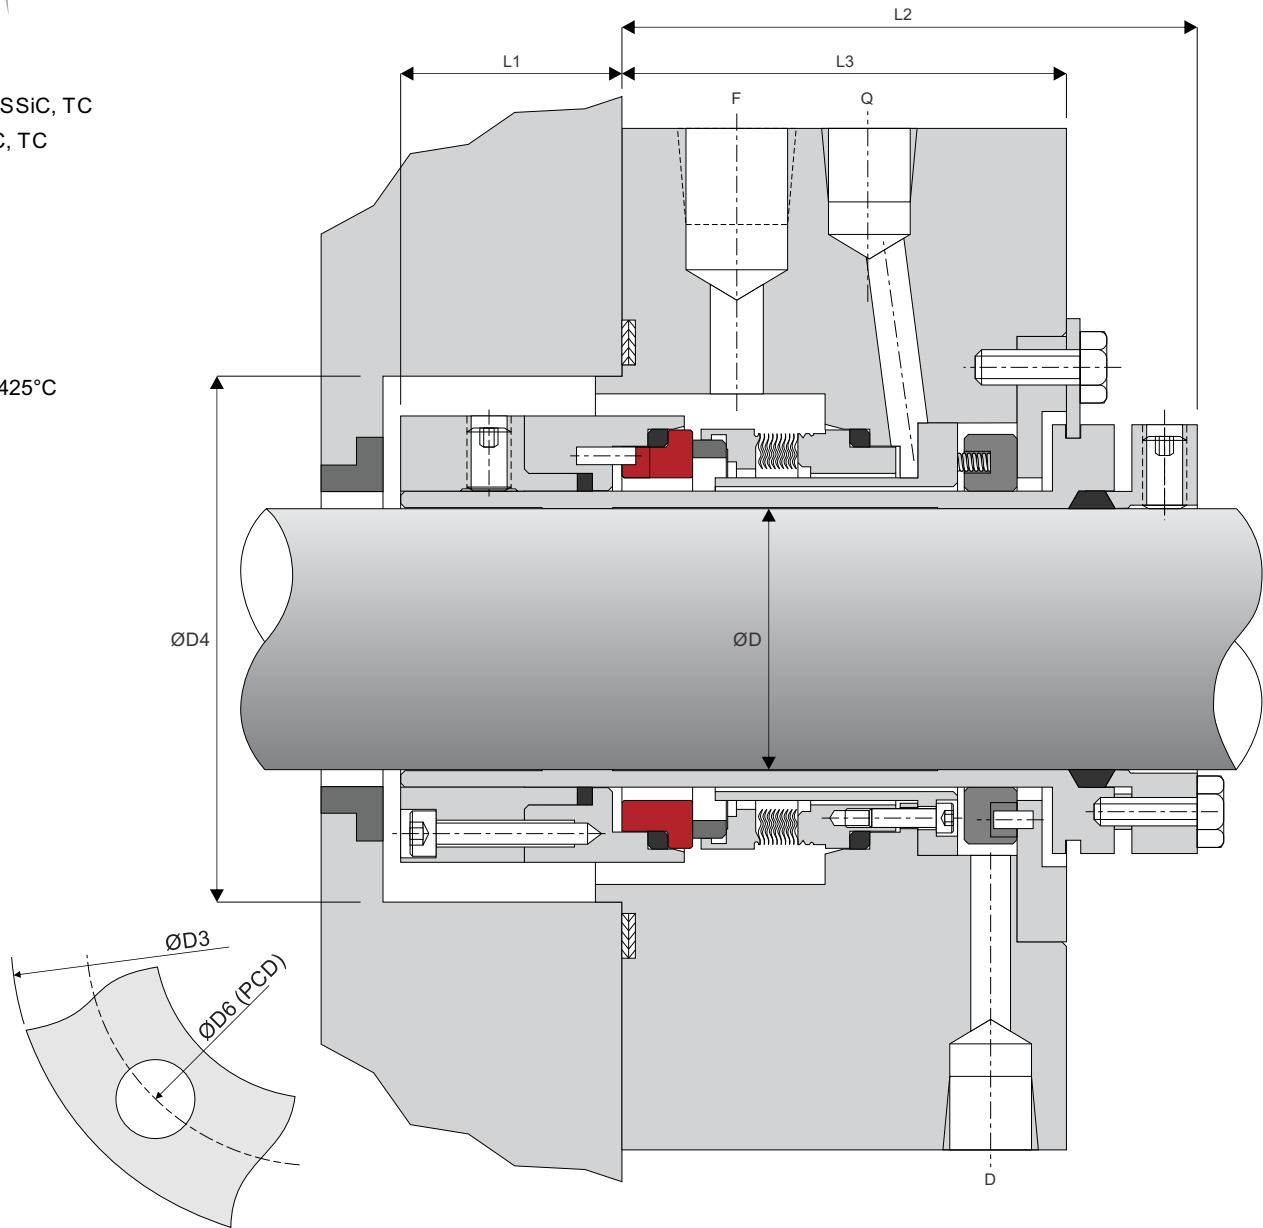 L2
L1
L3
F
Q
SSiC, TC
C, TC
425°C
ØD4
ØD
ØD3
ØD6 (PCD)
D